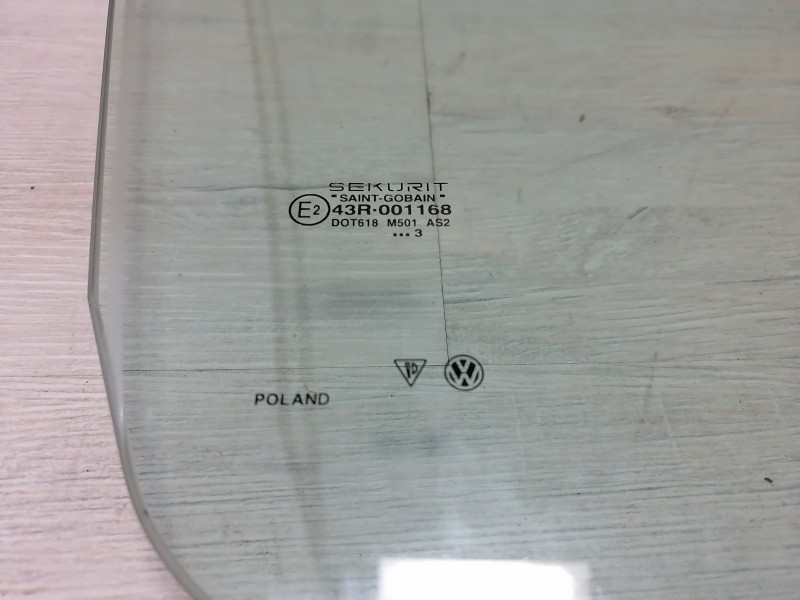 SEKURIT
"SAINT-GOBAIN"
E2 43R-001168
DOT618 M501 AS2
••• 3
POLAND